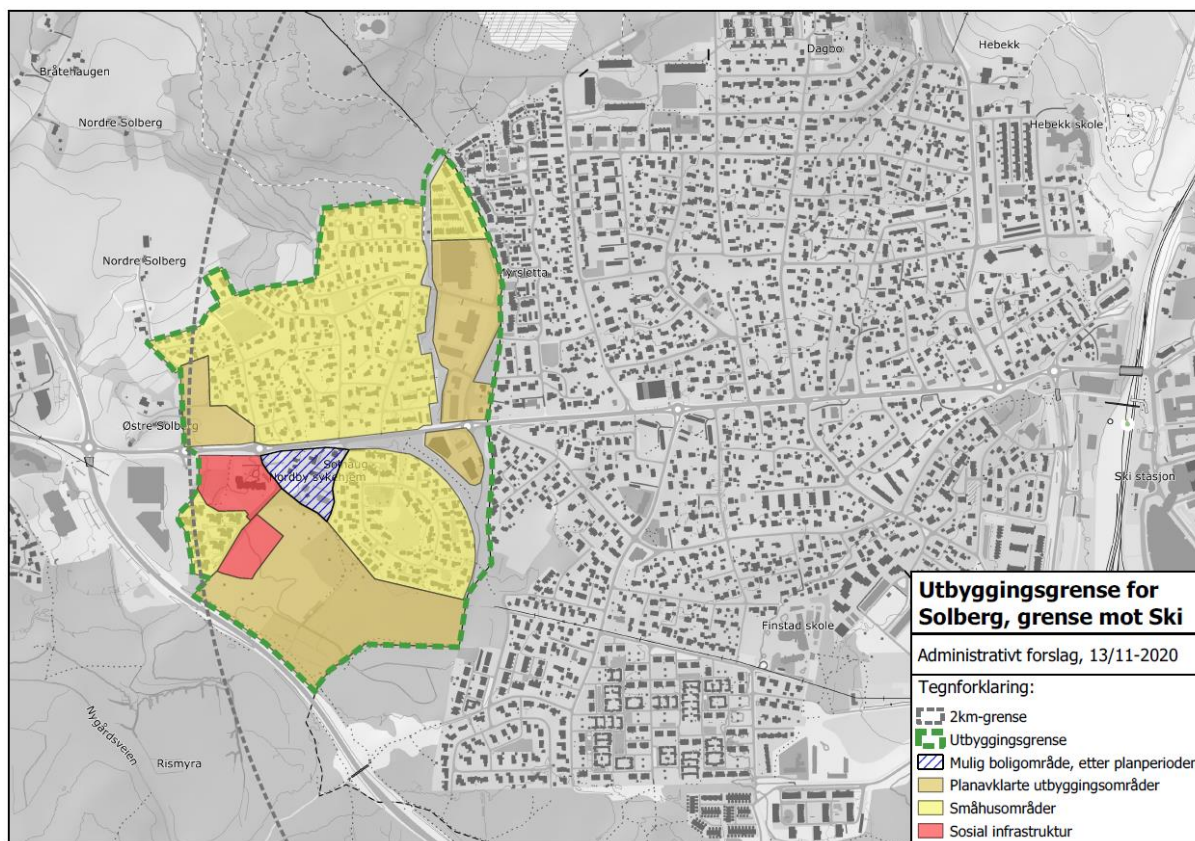 Bråtehaugen
Nordre Solberg
Dagbo
Hebekk
Hebekk skole
Nordre Solberg
yrsletta
Østre Solberg
Solhaug
Nordby sykehjem
Ski stasjon
Finstad skole
Nygårdsveien
Rismyra
Utbyggingsgrense for
Solberg, grense mot Ski
Administrativt forslag, 13/11-2020
Tegnforklaring:
2km-grense
Utbyggingsgrense
Mulig boligområde, etter planperioden
Planavklarte utbyggingsområder
Småhusområder
Sosial infrastruktur